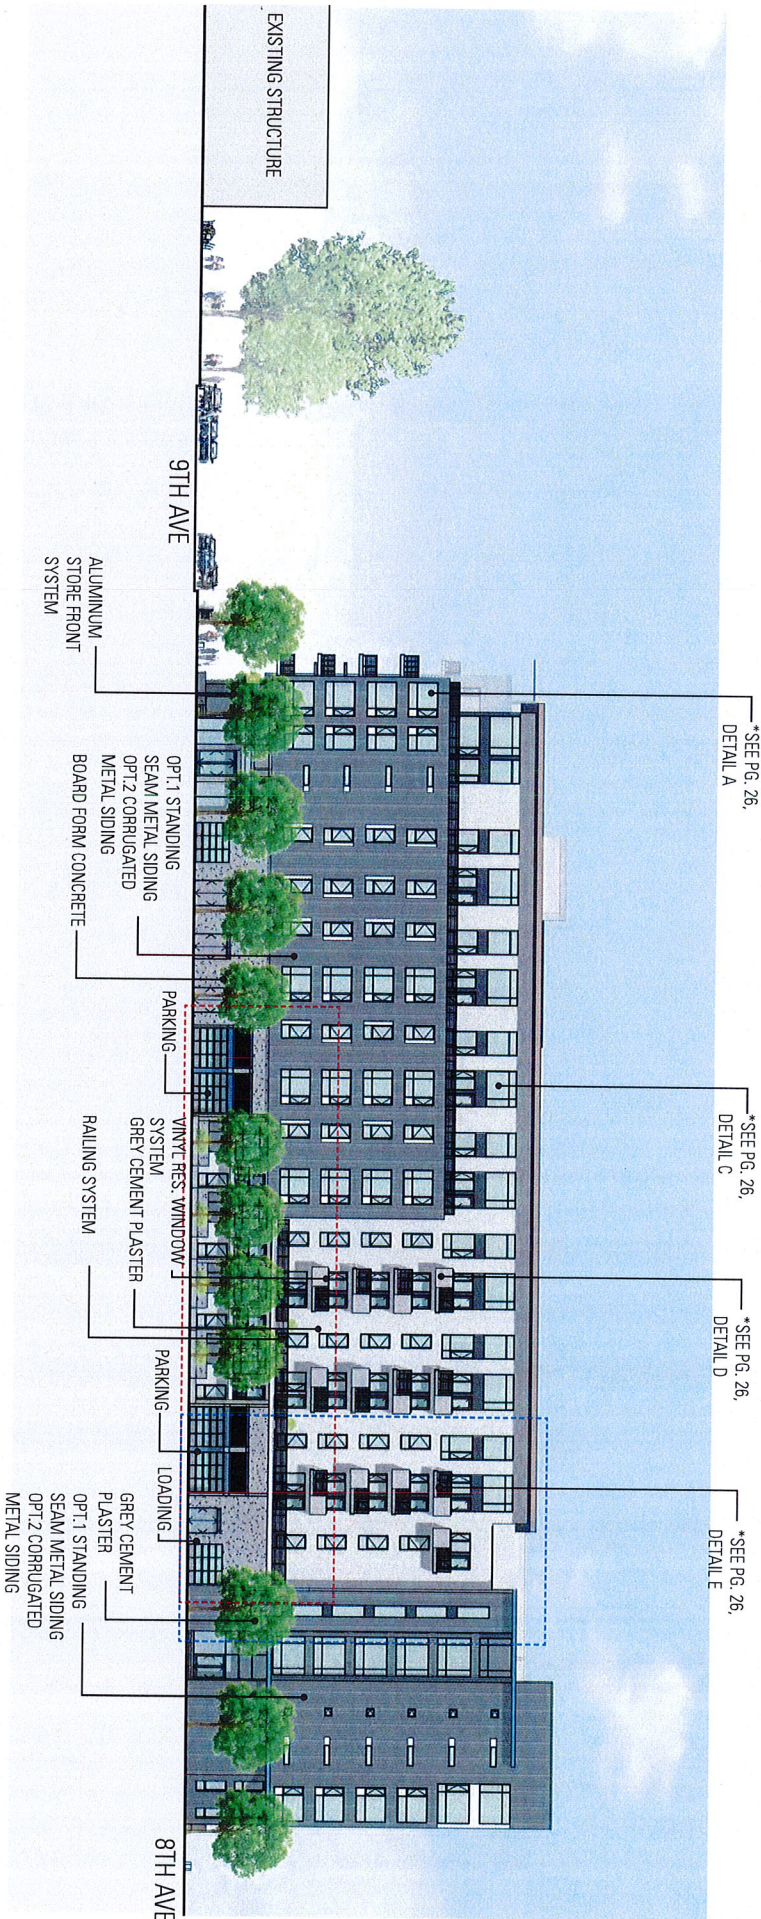 EXISTING STRUCTURE
*SEE PG. 26,
DETAIL A
*SEE PG. 26,
DETAIL C
*SEE PG. 26,
DETAIL D
*SEE PG. 26,
DETAIL E
9TH AVE
8TH AVE
ALUMINUM
STORE FRONT
SYSTEM
OPT.1 STANDING
SEAM METAL SIDING
OPT.2 CORRUGATED
METAL SIDING
BOARD FORM CONCRETE
PARKING
VINYL RES. WINDOW
SYSTEM
GREY CEMENT PLASTER
RAILING SYSTEM
PARKING
LOADING
GREY CEMENT
PLASTER
OPT.1 STANDING
SEAM METAL SIDING
OPT.2 CORRUGATED
METAL SIDING